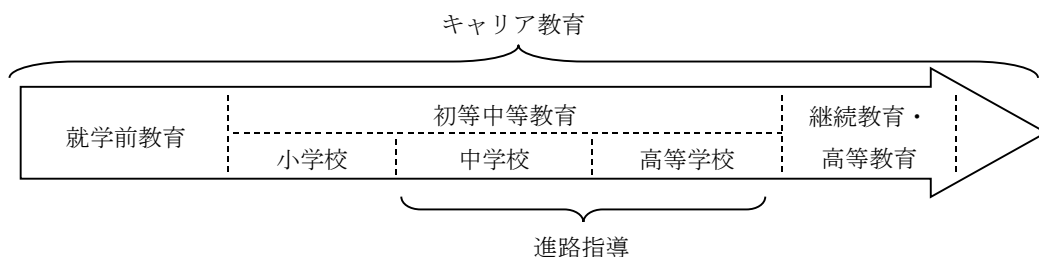 キャリア教育
就学前教育
初等中等教育
小学校
中学校
高等学校
継続教育・
高等教育
進路指導